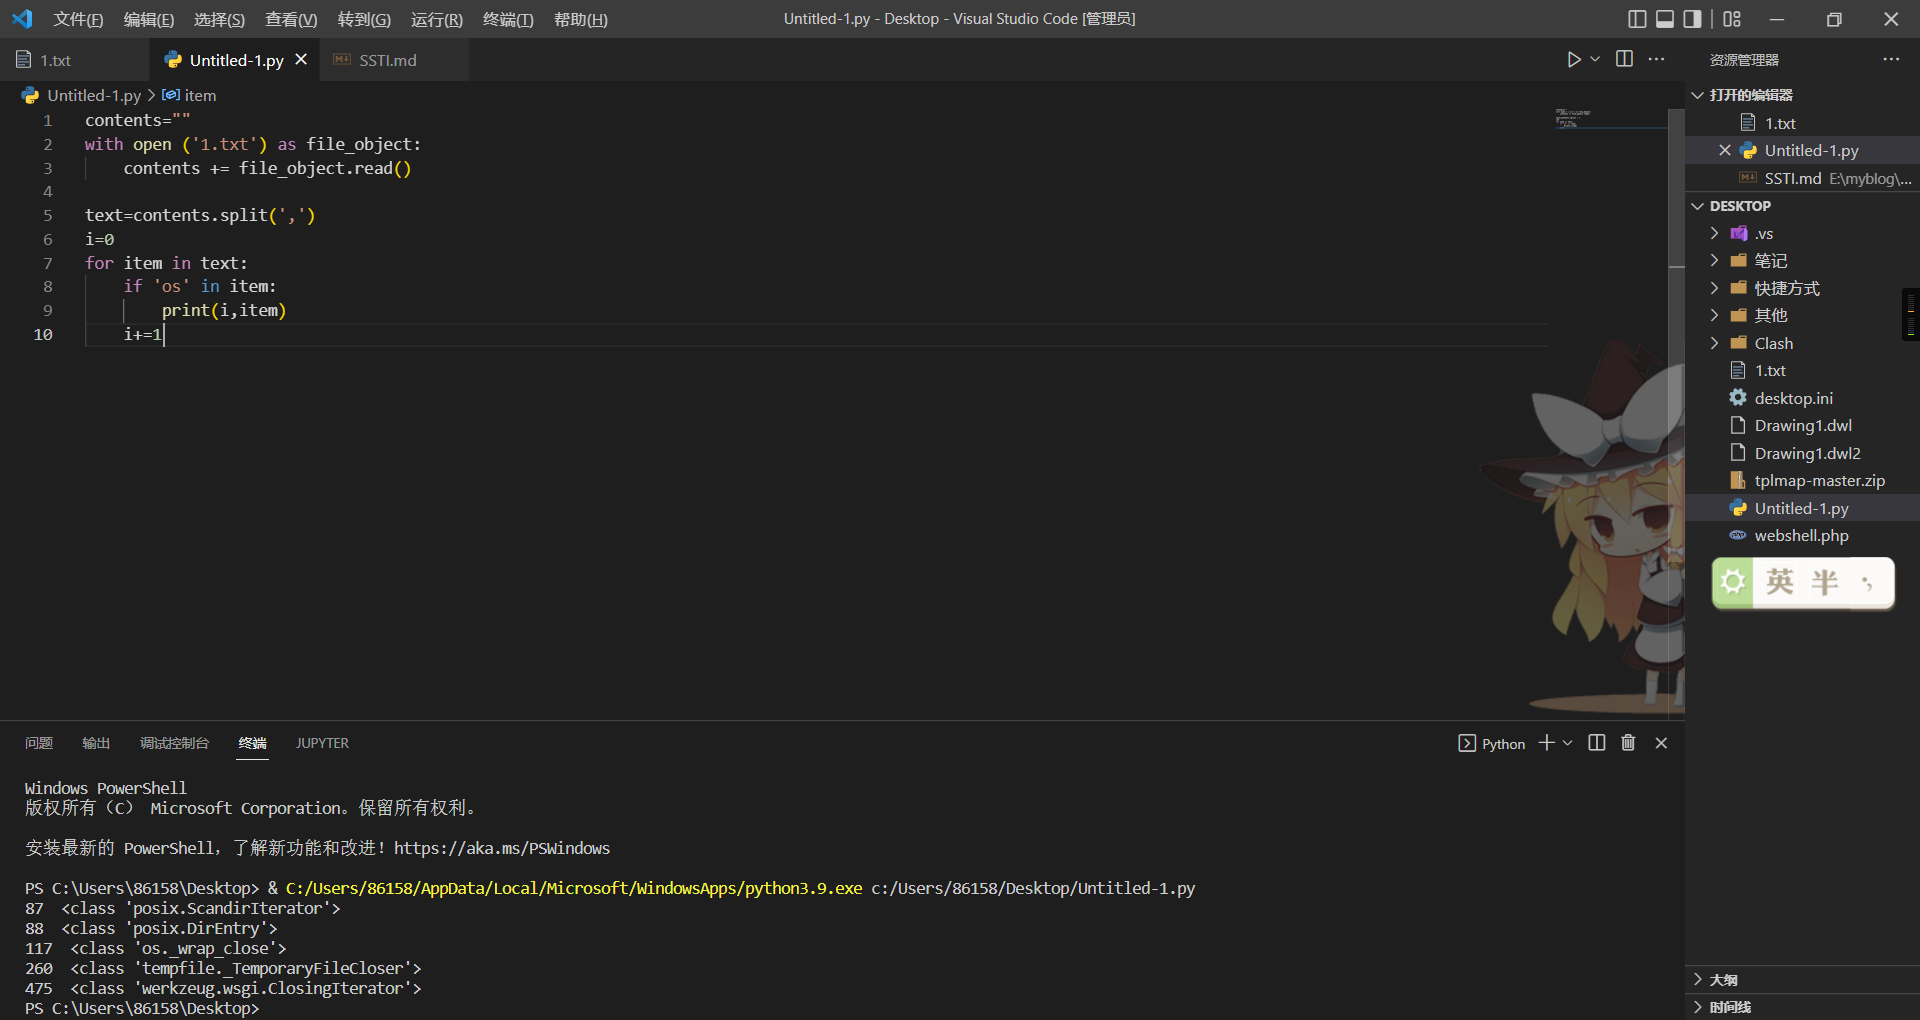 文件(F) 编辑(E) 选择(S) 查看(V) 转到(G) 运行(R) 终端(T) 帮助(H)
Untitled-1.py - Desktop - Visual Studio Code [管理员]
1.txt
Untitled-1.py
SSTI.md
Untitled-1.py > item
1 contents=""
2 with open ('1.txt') as file_object:
3     contents += file_object.read()
4
5 text=contents.split(',')
6 i=0
7 for item in text:
8     if 'os' in item:
9         print(i,item)
10     i+=1
问题 输出 调试控制台 终端 JUPYTER
Python
Windows PowerShell
版权所有（C） Microsoft Corporation。保留所有权利。
安装最新的 PowerShell，了解新功能和改进！https://aka.ms/PSWindows
PS C:\Users\86158\Desktop> & C:/Users/86158/AppData/Local/Microsoft/WindowsApps/python3.9.exe c:/Users/86158/Desktop/Untitled-1.py
87  <class 'posix.ScandirIterator'>
88  <class 'posix.DirEntry'>
117  <class 'os._wrap_close'>
260  <class 'tempfile._TemporaryFileCloser'>
475  <class 'werkzeug.wsgi.ClosingIterator'>
PS C:\Users\86158\Desktop>
资源管理器
打开的编辑器
1.txt
Untitled-1.py
SSTI.md E:\myblog\...
DESKTOP
.vs
笔记
快捷方式
其他
Clash
1.txt
desktop.ini
Drawing1.dwl
Drawing1.dwl2
tplmap-master.zip
Untitled-1.py
webshell.php
英 半 ·,
大纲
时间线